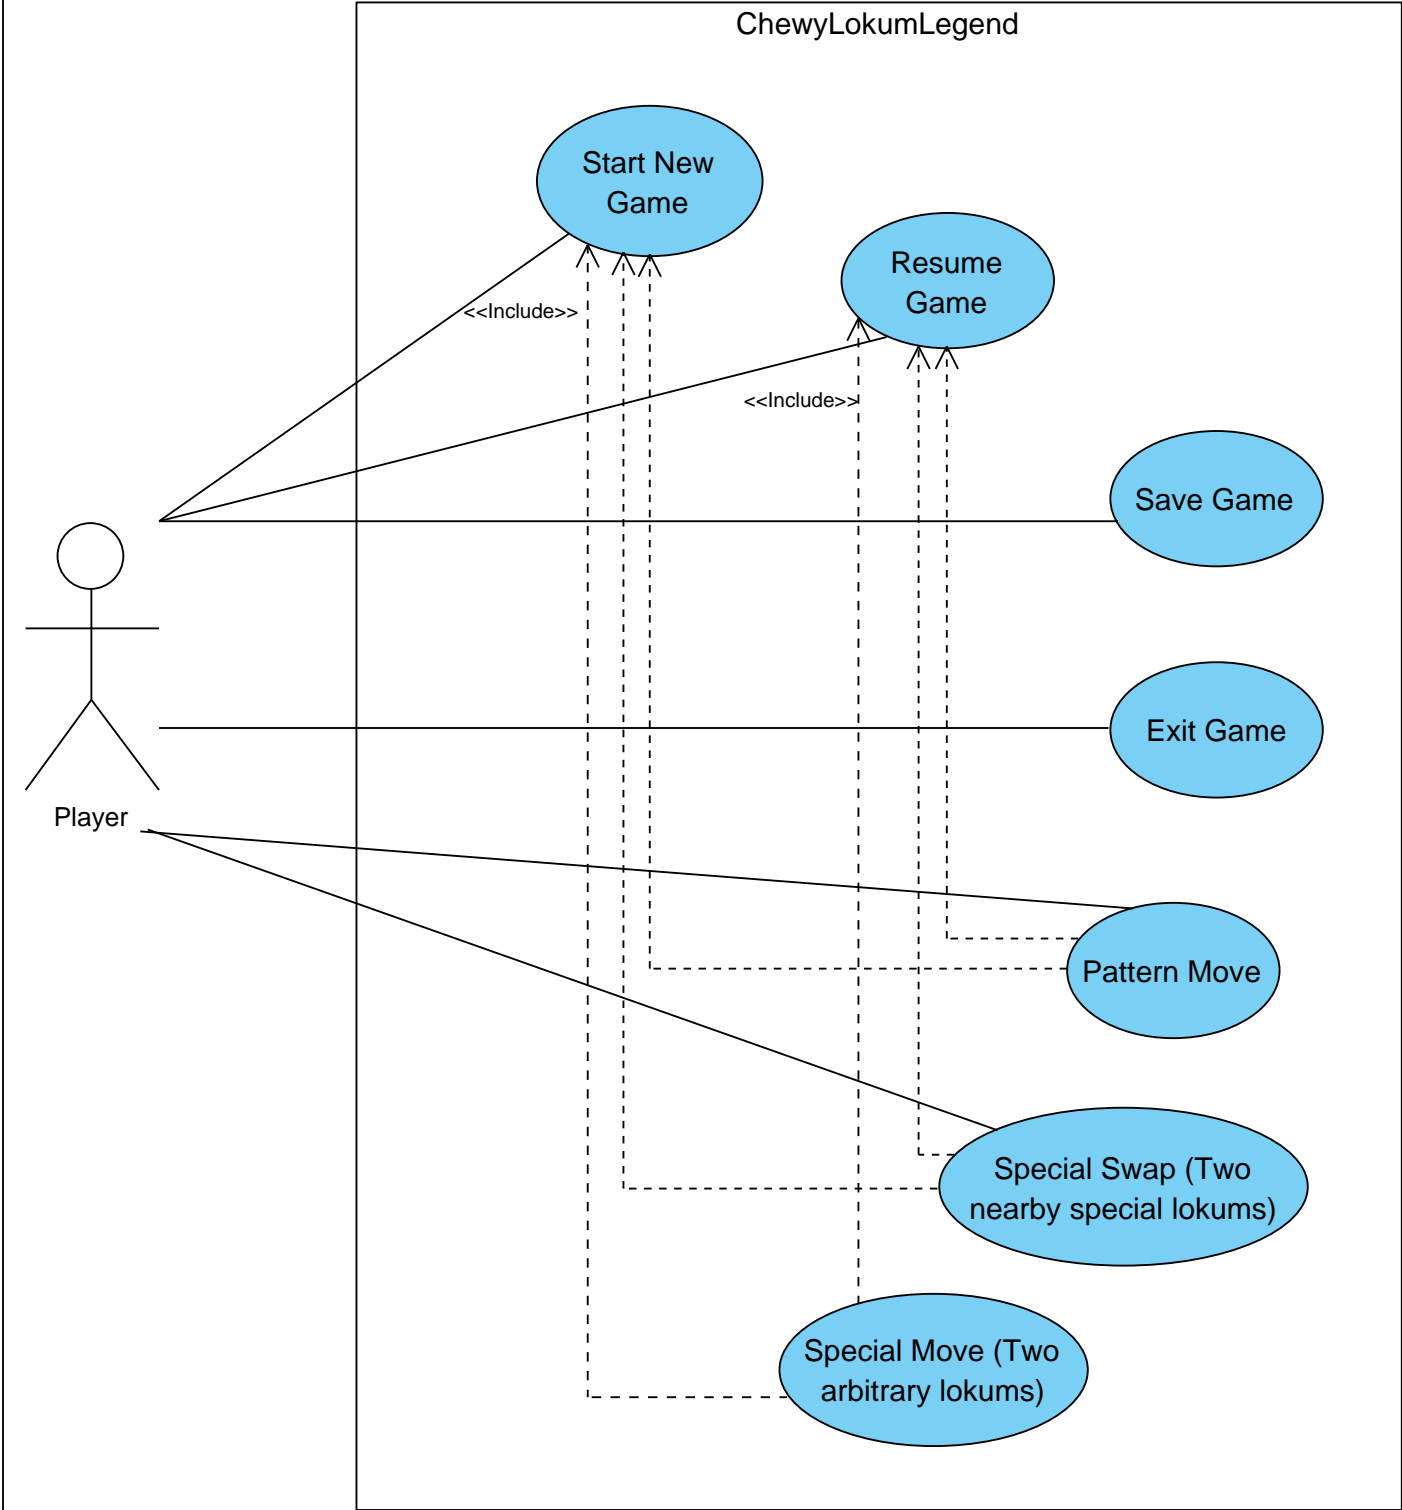 ChewyLokumLegend
Start New
Game
Resume
Game
<<Include>>
<<Include>>
Save Game
Exit Game
Player
Pattern Move
Special Swap (Two
nearby special lokums)
Special Move (Two
arbitrary lokums)